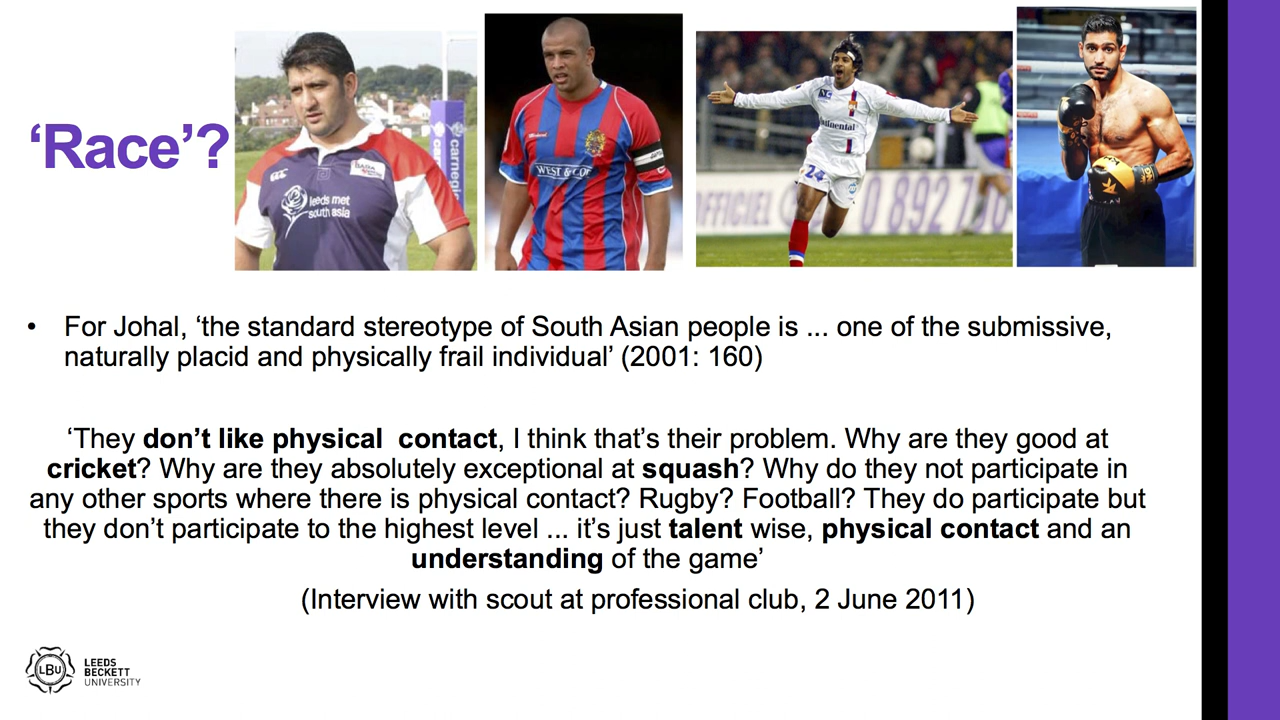 ‘Race’?
leeds met
south asia
carnegie
WEST & COE
Continental
24
OFFICIEL
0 892 7
• For Johal, ‘the standard stereotype of South Asian people is ... one of the submissive,
naturally placid and physically frail individual’ (2001: 160)
‘They don’t like physical  contact, I think that’s their problem. Why are they good at
cricket? Why are they absolutely exceptional at squash? Why do they not participate in
any other sports where there is physical contact? Rugby? Football? They do participate but
they don’t participate to the highest level ... it’s just talent wise, physical contact and an
understanding of the game’
(Interview with scout at professional club, 2 June 2011)
LBU
LEEDS
BECKETT
UNIVERSITY